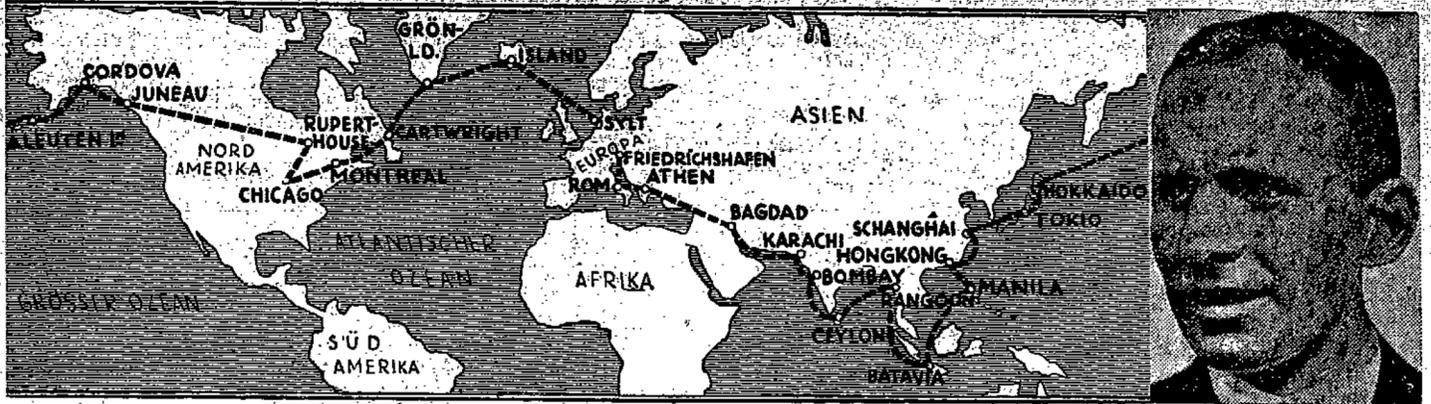 GRÖN-
LD.
ISLAND
CORDOVA
JUNEAU
ALEUTEN Iⁿ
RUPERT-
HOUSE
CARTWRIGHT
SYLT
ASIEN
NORD
AMERIKA
CHICAGO
MONTREAL
EUROPA
FRIEDRICHSHAFEN
ROM
ATHEN
HOKKAIDO
TOKIO
BAGDAD
SCHANGHAI
KARACHI
HONGKONG
ATLANTISCHER
OZEAN
AFRIKA
BOMBAY
RANGOON
MANILA
GROSSER OZEAN
CEYLON
SÜD
AMERIKA
BATAVIA